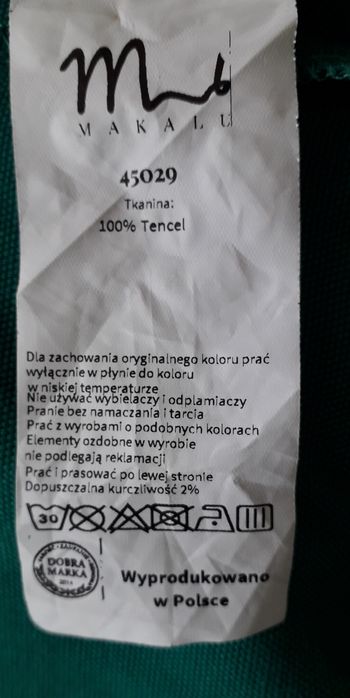 MAKALU
45029
Tkanina:
100% Tencel
Dla zachowania oryginalnego koloru prać
wyłącznie w płynie do koloru
w niskiej temperaturze
Nie używać wybielaczy i odplamiaczy
Pranie bez namaczania i tarcia
Prać z wyrobami o podobnych kolorach
Elementy ozdobne w wyrobie
nie podlegają reklamacji
Prać i prasować po lewej stronie
Dopuszczalna kurczliwość 2%
30
DOBRA
MARKA
Wyprodukowano
w Polsce